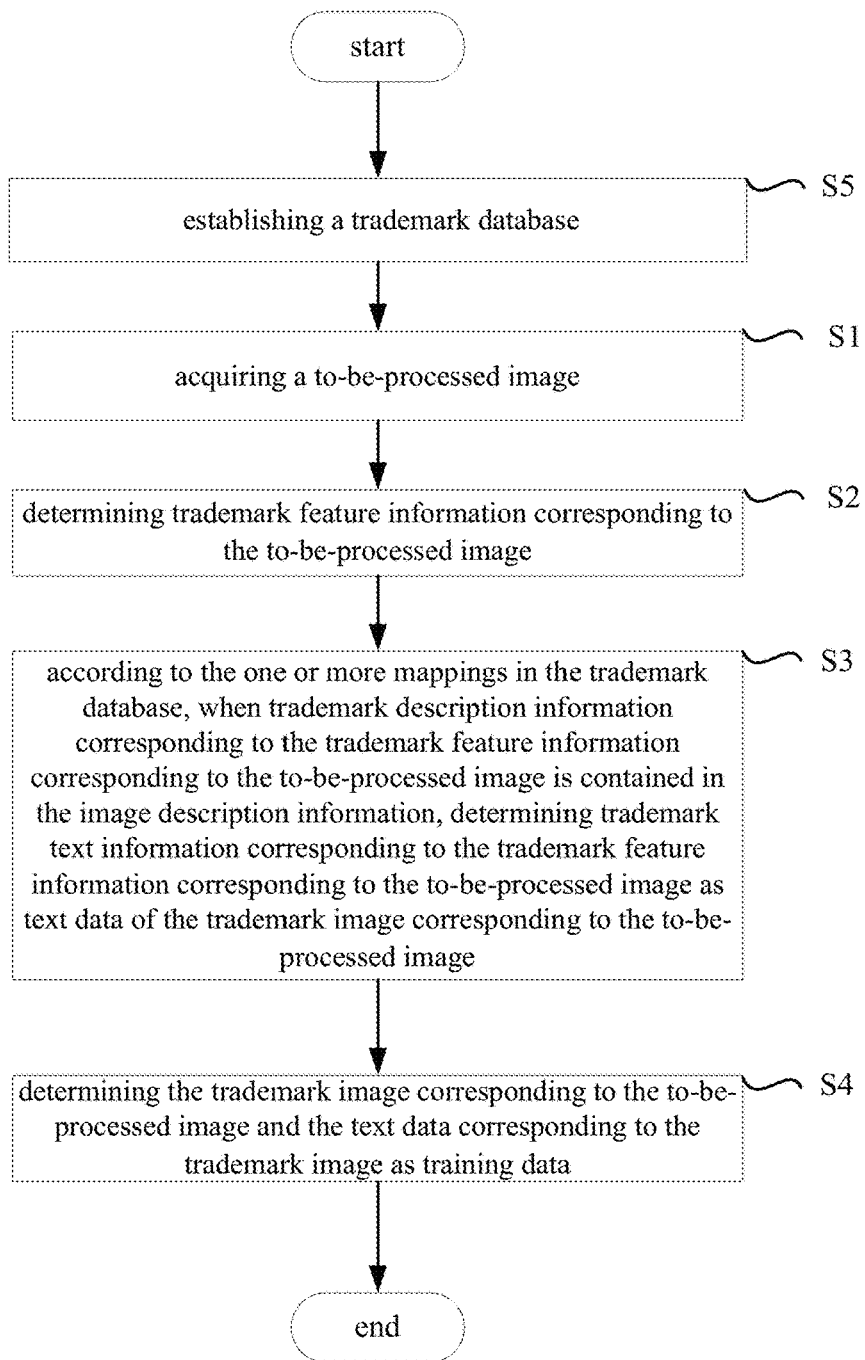 start
S5
establishing a trademark database
S1
acquiring a to-be-processed image
S2
determining trademark feature information corresponding to
the to-be-processed image
S3
according to the one or more mappings in the trademark
database, when trademark description information
corresponding to the trademark feature information
corresponding to the to-be-processed image is contained in
the image description information, determining trademark
text information corresponding to the trademark feature
information corresponding to the to-be-processed image as
text data of the trademark image corresponding to the to-be-
processed image
S4
determining the trademark image corresponding to the to-be-
processed image and the text data corresponding to the
trademark image as training data
end